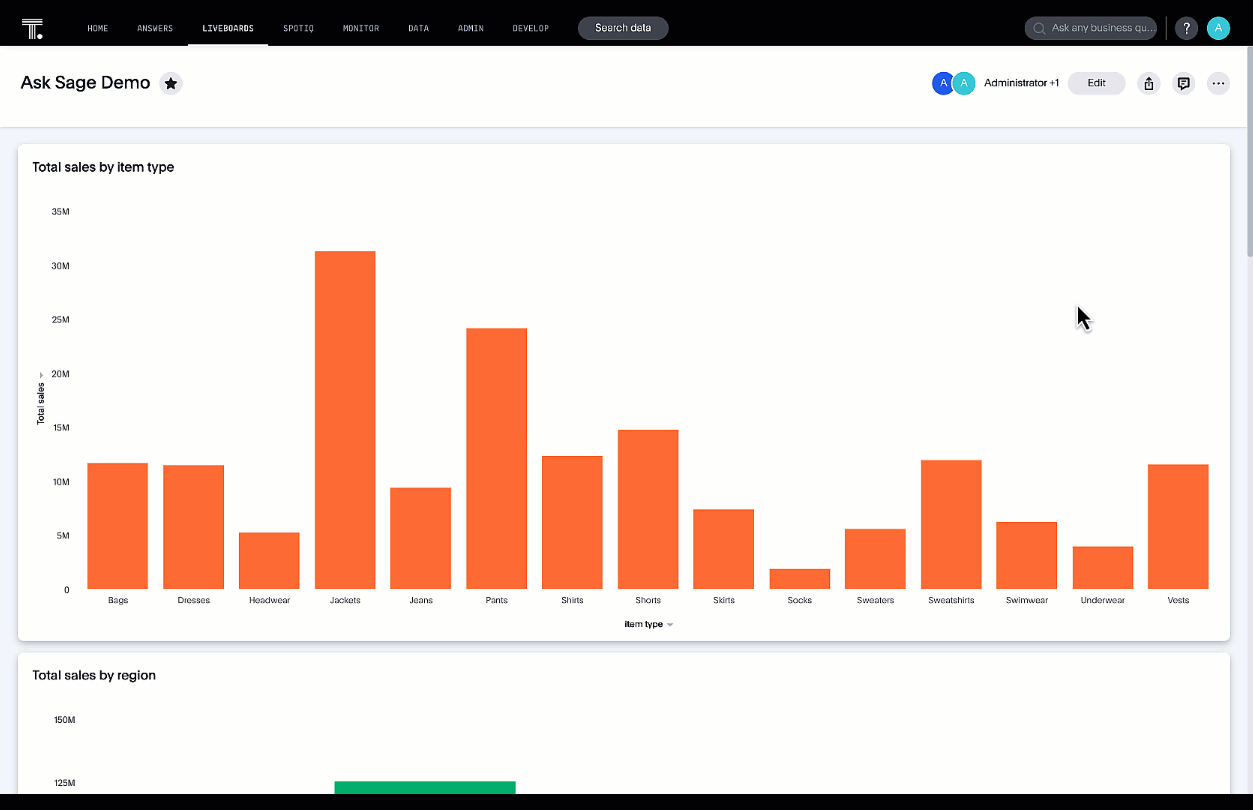 T. HOME ANSWERS LIVEBOARDS SPOTIQ MONITOR DATA ADMIN DEVELOP Search data Ask any business qu... ? A
Ask Sage Demo A A Administrator +1 Edit
Total sales by item type
35M
30M
25M
20M
15M
10M
5M
0
Total sales
Bags Dresses Headwear Jackets Jeans Pants Shirts Shorts Skirts Socks Sweaters Sweatshirts Swimwear Underwear Vests
item type
Total sales by region
150M
125M